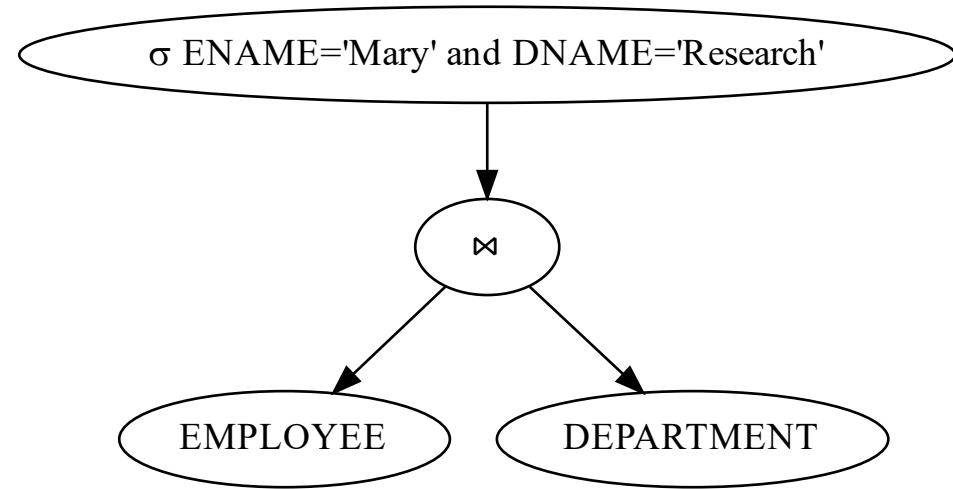 σ ENAME='Mary' and DNAME='Research'
⋈
EMPLOYEE
DEPARTMENT